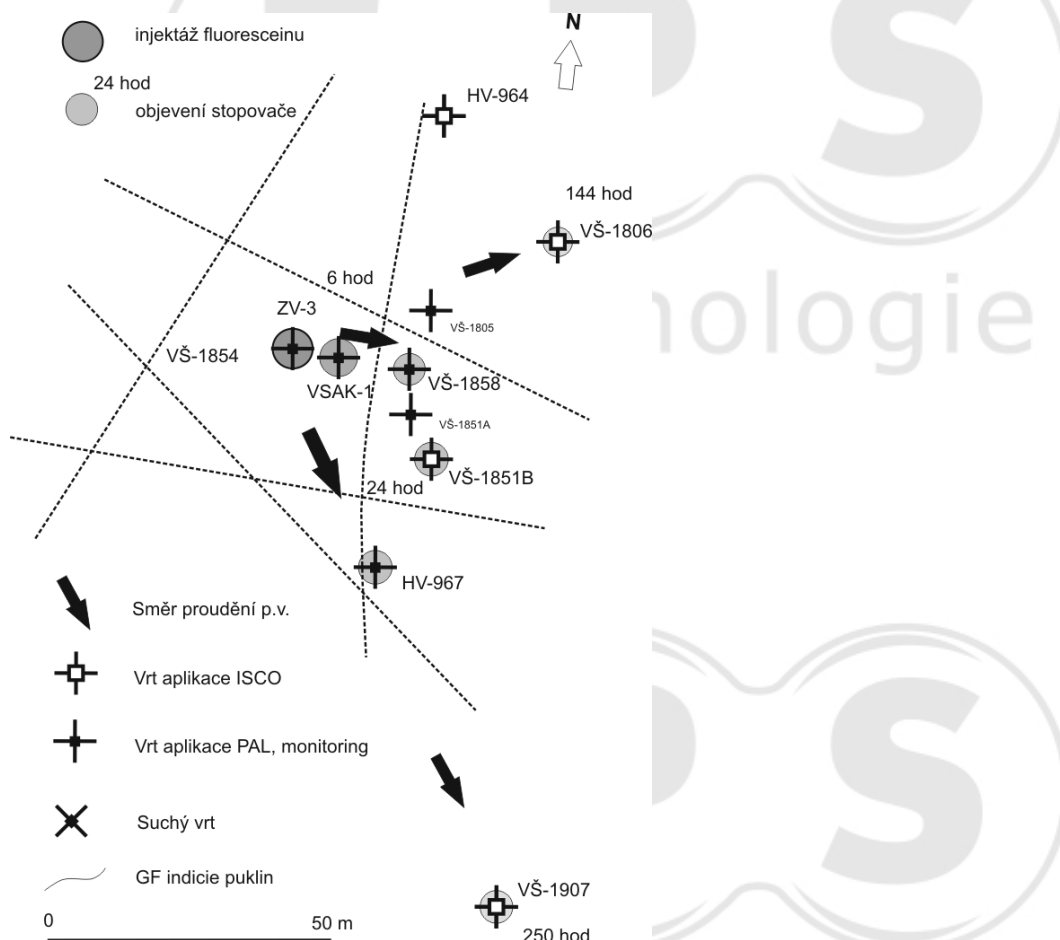 injektáž fluoresceinu
24 hod
objevení stopovače
N
HV-964
144 hod
VŠ-1806
6 hod
ZV-3
VŠ-1805
VŠ-1854
VSAK-1
VŠ-1858
VŠ-1851A
VŠ-1851B
24 hod
HV-967
Směr proudění p.v.
Vrt aplikace ISCO
Vrt aplikace PAL, monitoring
Suchý vrt
GF indicie puklin
VŠ-1907
0
50 m
250 hod
nologie
PS